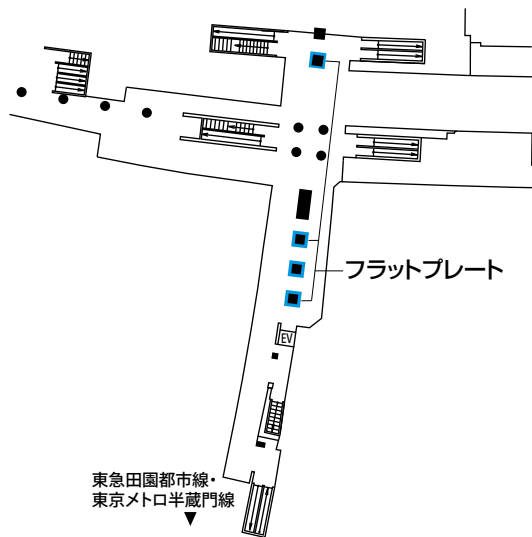 フラットプレート
EV
東急田園都市線・
東京メトロ半蔵門線